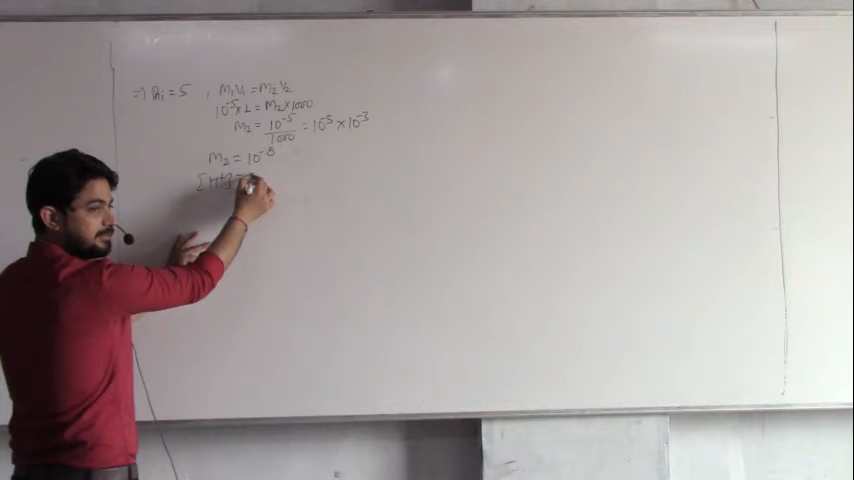 =) Pᴴi = 5 , M₁V₁ = M₂V₂
10⁻⁵ × 1 = M₂ × 1000
M₂ = 10⁻⁵/1000 = 10⁻⁵ × 10⁻³
M₂ = 10⁻⁸
[H⁺] =